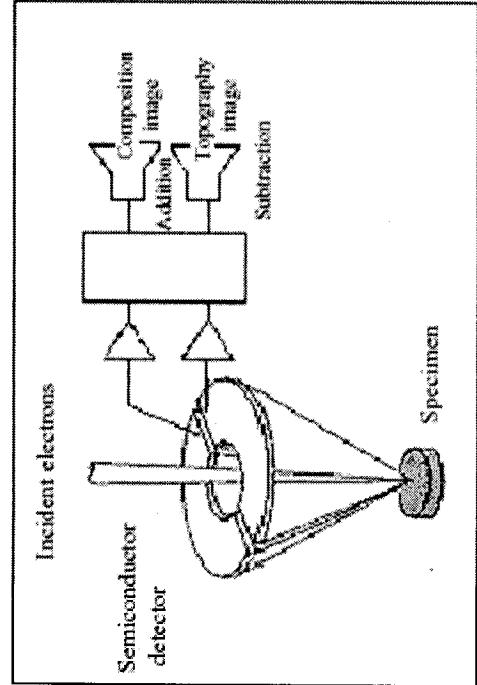 Incident electrons
Semiconductor
detector
Composition
image
Addition
Topography
image
Subtraction
Specimen